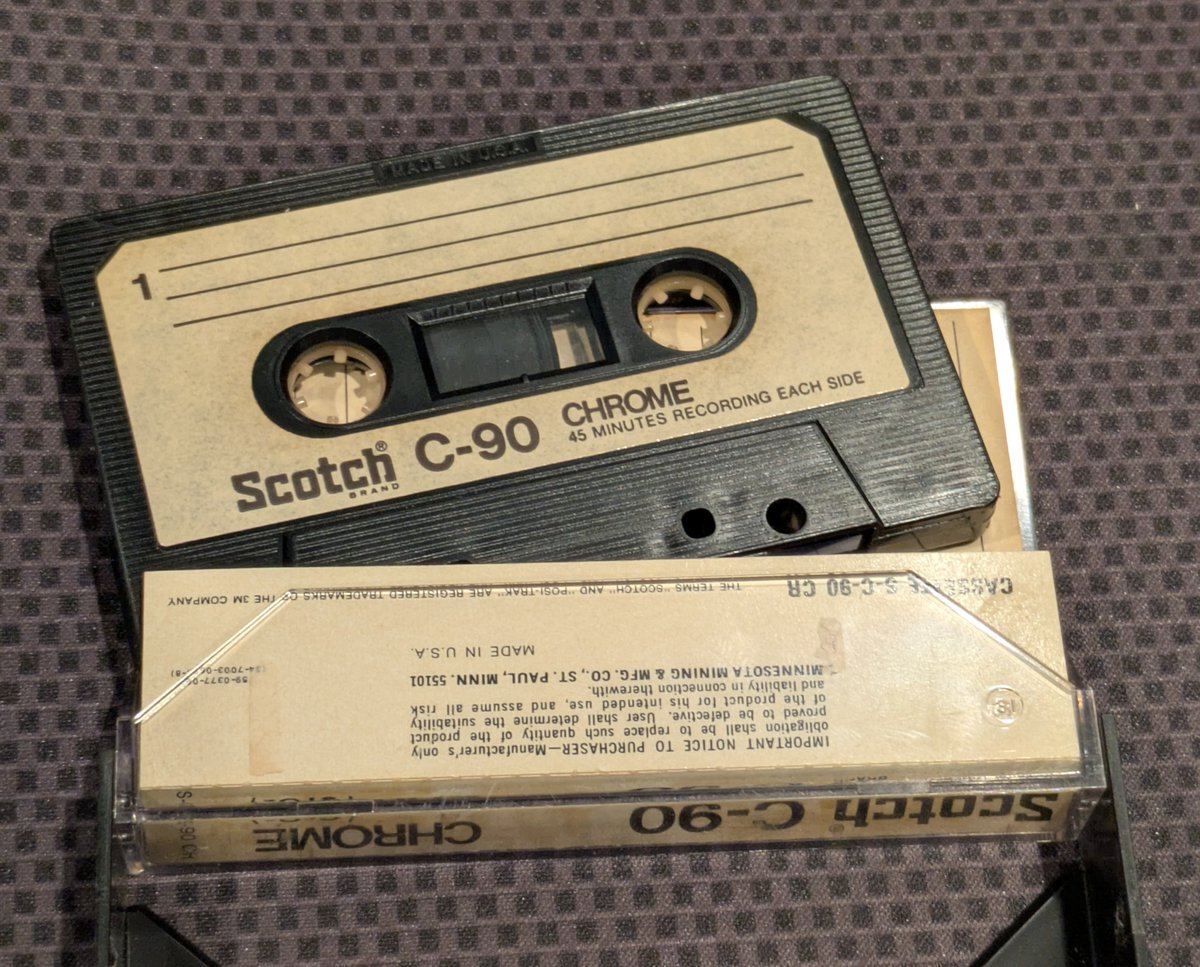 MADE IN U.S.A.
1
Scotch® C-90 CHROME
BRAND
45 MINUTES RECORDING EACH SIDE
Scotch® C-90 CHROME
IMPORTANT NOTICE TO PURCHASER—Manufacturer's only
obligation shall be to replace such quantity of the product
proved to be defective. User shall determine the suitability
of the product for his intended use, and assume all risk
and liability in connection therewith.
MINNESOTA MINING & MFG. CO., ST. PAUL, MINN. 55101
MADE IN U.S.A.
CASSETTE S-C-90 CR
THE TERMS "SCOTCH" AND "POSI-TRAK" ARE REGISTERED TRADEMARKS OF THE 3M COMPANY